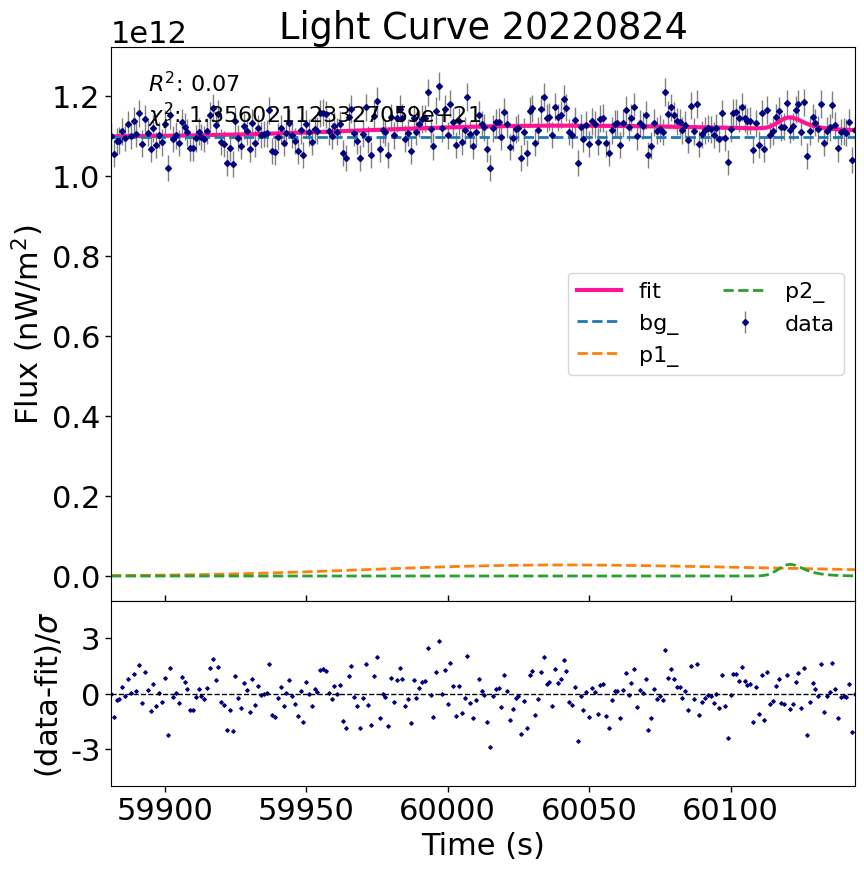 Light Curve 20220824
1e12
R²: 0.07
χ²:
1.2
1.0
0.8
0.6
0.4
0.2
0.0
Flux (nW/m²)
fit
bg_
p1_
p2_
data
3
0
-3
(data-fit)/σ
59900
59950
60000
60050
60100
Time (s)